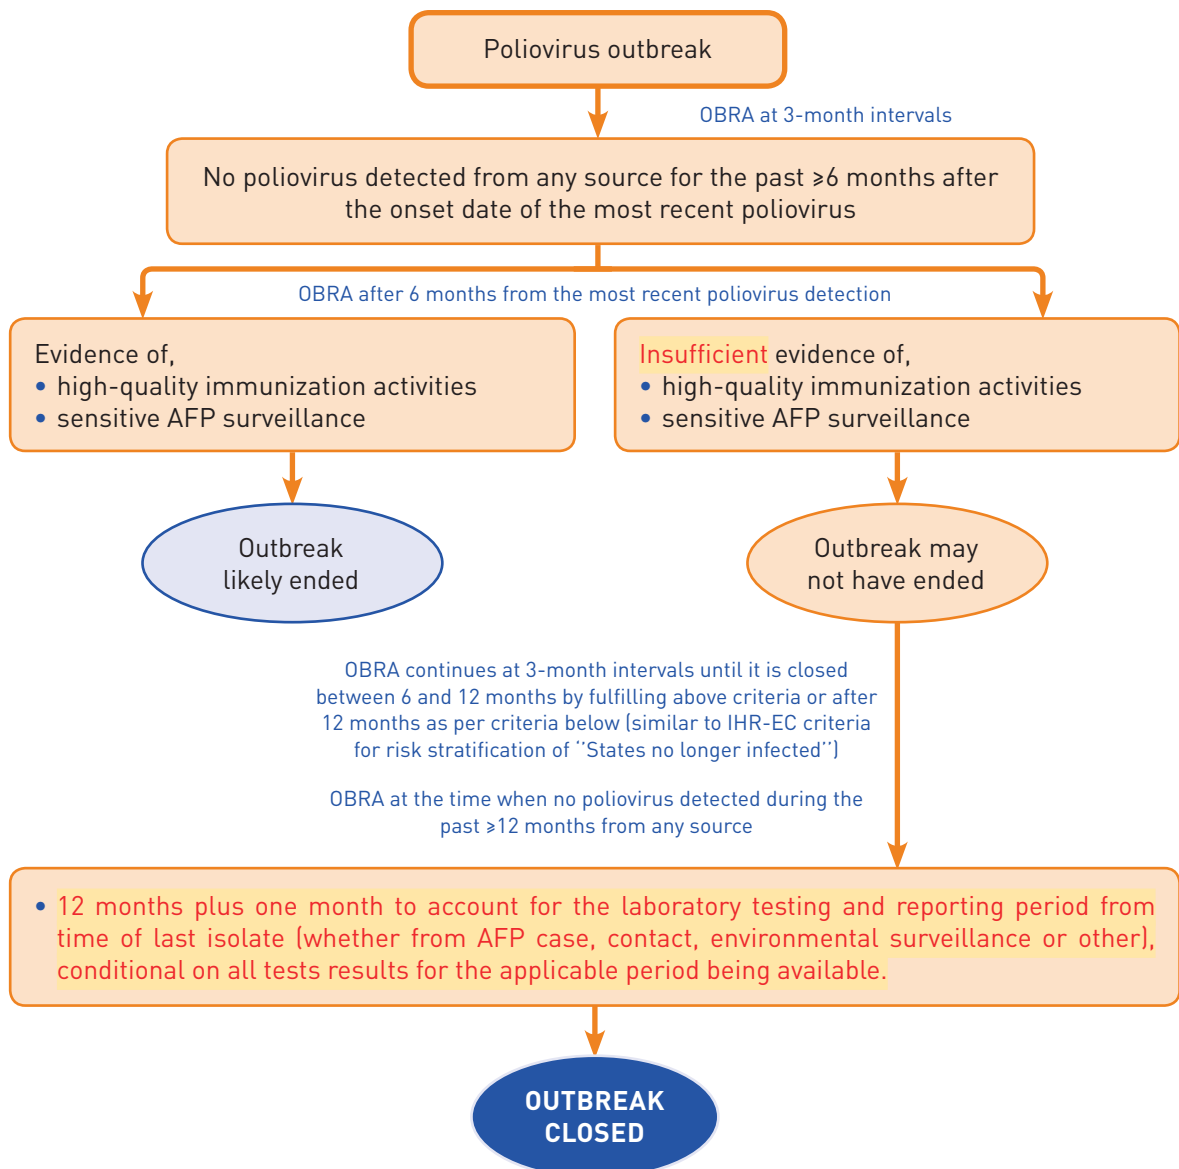 Poliovirus outbreak
OBRA at 3-month intervals
No poliovirus detected from any source for the past ≥6 months after
the onset date of the most recent poliovirus
OBRA after 6 months from the most recent poliovirus detection
Evidence of,
• high-quality immunization activities
• sensitive AFP surveillance
Insufficient evidence of,
• high-quality immunization activities
• sensitive AFP surveillance
Outbreak
likely ended
Outbreak may
not have ended
OBRA continues at 3-month intervals until it is closed
between 6 and 12 months by fulfilling above criteria or after
12 months as per criteria below (similar to IHR-EC criteria
for risk stratification of ‘’States no longer infected’’)
OBRA at the time when no poliovirus detected during the
past ≥12 months from any source
• 12 months plus one month to account for the laboratory testing and reporting period from
time of last isolate (whether from AFP case, contact, environmental surveillance or other),
conditional on all tests results for the applicable period being available.
OUTBREAK
CLOSED